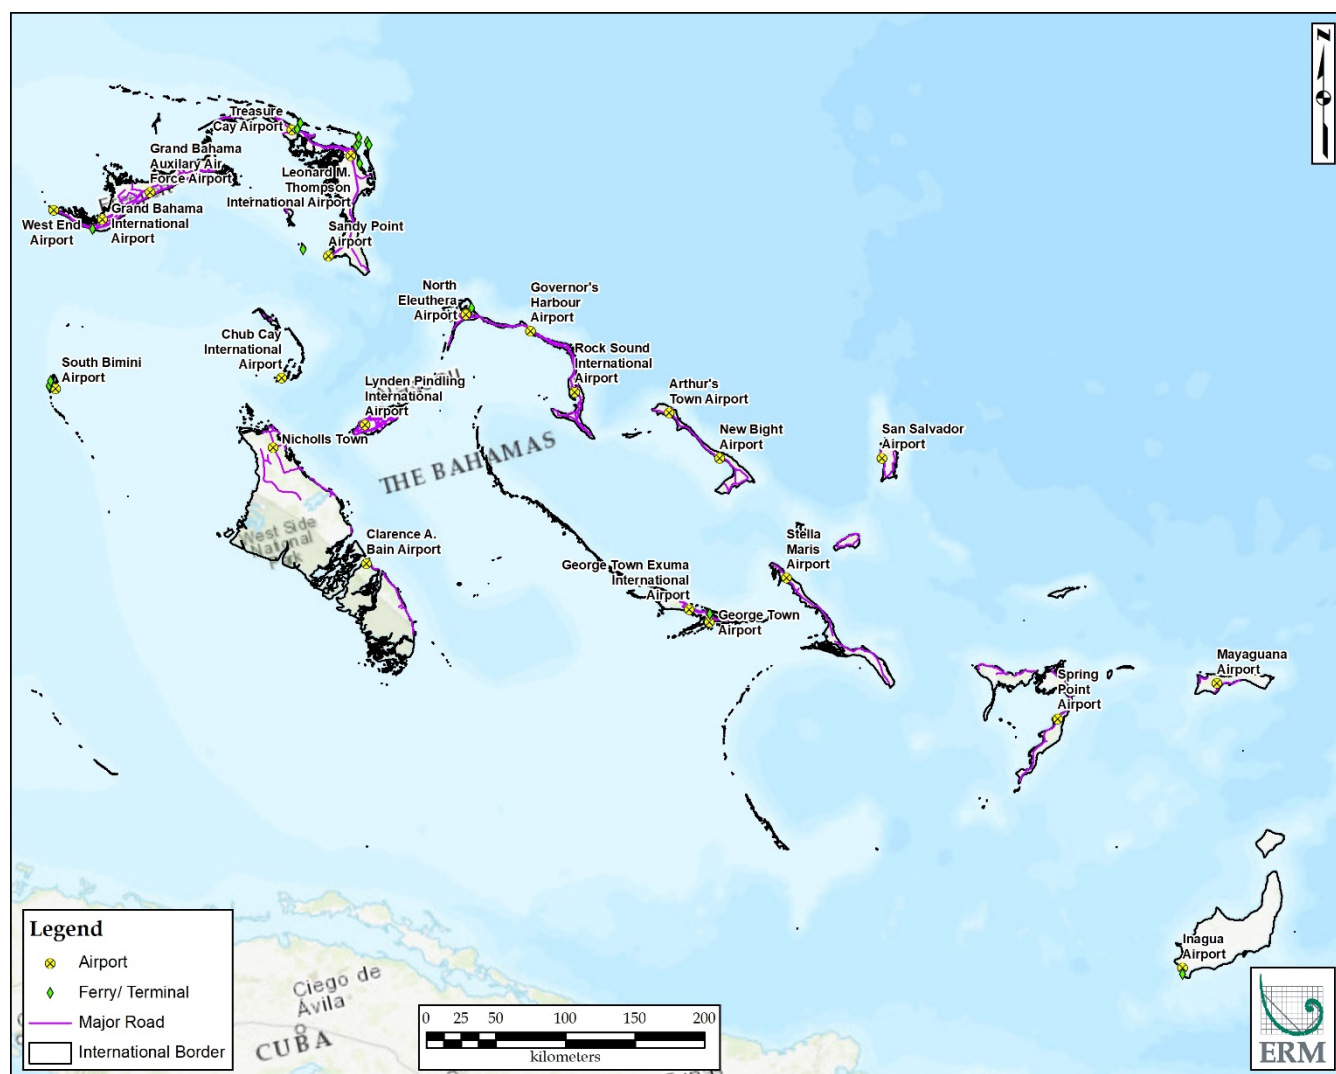 Z
Treasure
Cay Airport
Grand Bahama
Auxilary Air
Force Airport
Leonard M.
Thompson
International Airport
West End
Airport
Grand Bahama
International
Airport
Sandy Point
Airport
North
Eleuthera
Airport
Governor's
Harbour
Airport
Chub Cay
International
Airport
South Bimini
Airport
Rock Sound
International
Airport
Lynden Pindling
International
Airport
Arthur's
Town Airport
New Bight
Airport
San Salvador
Airport
Nicholls Town
THE BAHAMAS
West Side
National
Park
Clarence A.
Bain Airport
Stella
Maris
Airport
George Town Exuma
International
Airport
George Town
Airport
Spring
Point
Airport
Mayaguana
Airport
Inagua
Airport
Legend
Airport
Ferry/ Terminal
Major Road
International Border
Ciego de
Ávila
CUBA
0 25 50 100 150 200
kilometers
ERM